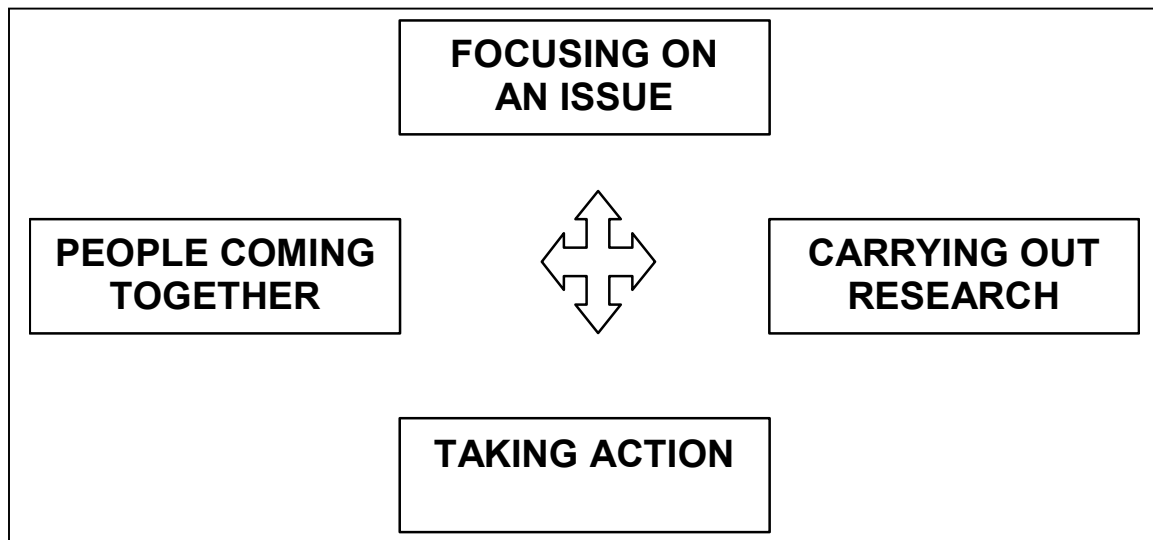 FOCUSING ON
AN ISSUE
PEOPLE COMING
TOGETHER
CARRYING OUT
RESEARCH
TAKING ACTION